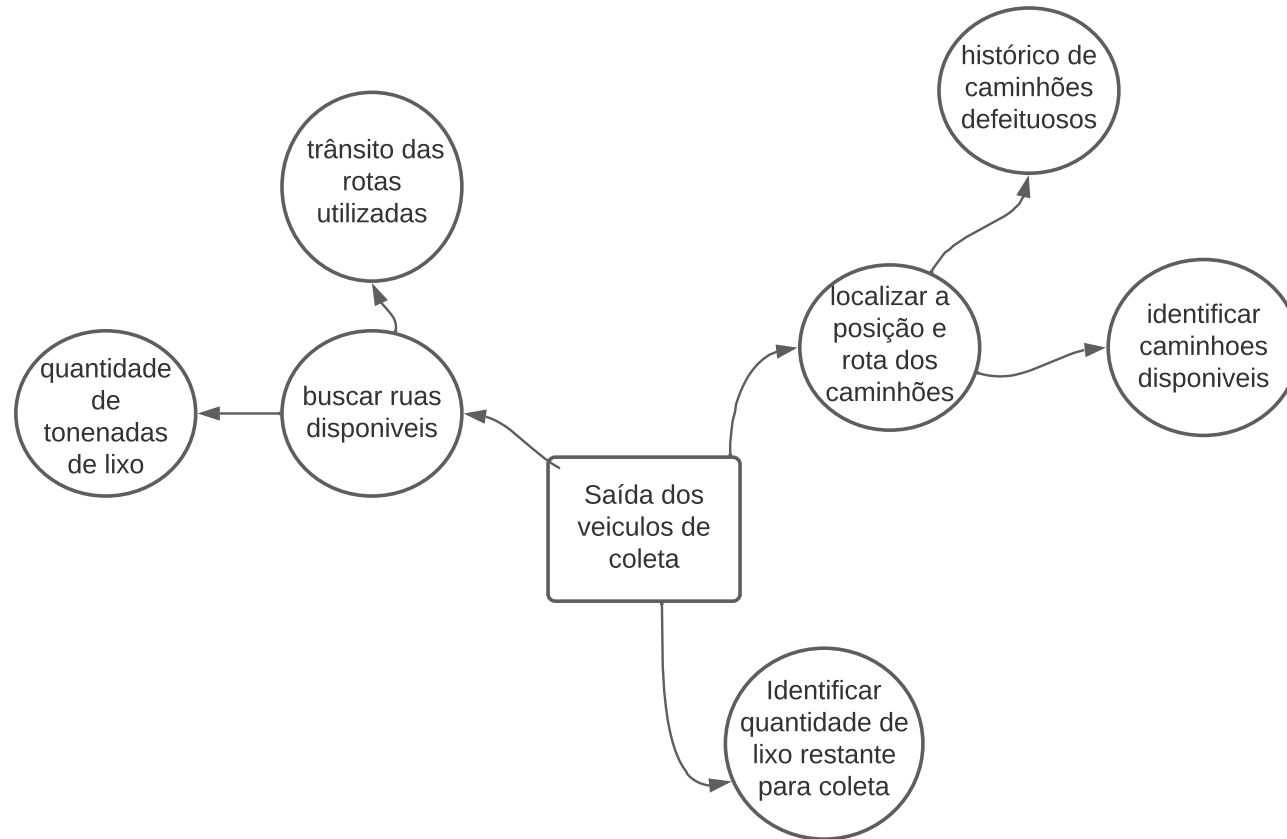 histórico de
caminhões
defeituosos
trânsito das
rotas
utilizadas
localizar a
posição e
rota dos
caminhões
identificar
caminhoes
disponiveis
quantidade
de
tonenadas
de lixo
buscar ruas
disponiveis
Saída dos
veiculos de
coleta
Identificar
quantidade de
lixo restante
para coleta